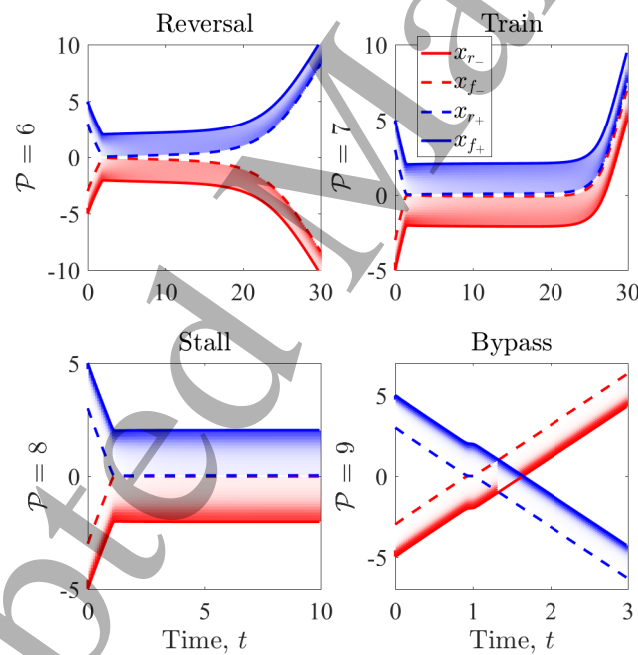 Reversal
Train
10
5
0
-5
-10
0
10
20
30
𝒫 = 6
10
5
0
-5
0
10
20
30
𝒫 = 7
x_{r_-}
x_{f_-}
x_{r_+}
x_{f_+}
Stall
Bypass
5
0
-5
0
5
10
𝒫 = 8
Time, t
5
0
-5
0
1
2
3
𝒫 = 9
Time, t
pted Ma